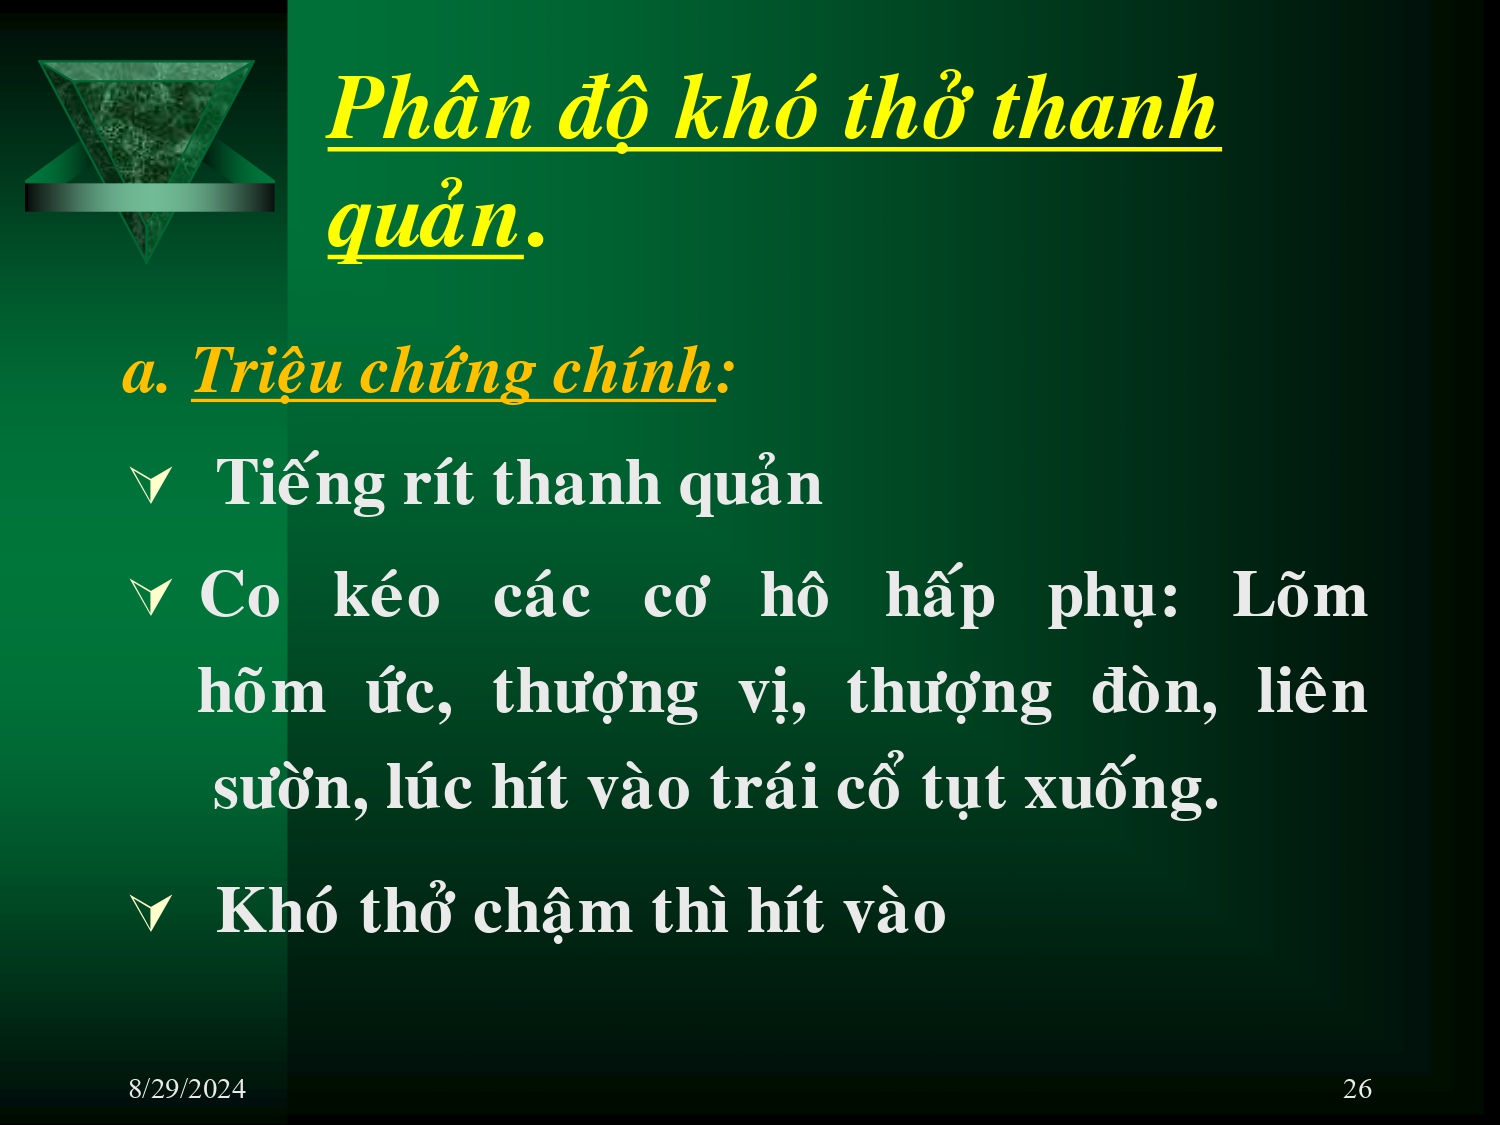 Phân độ khó thở thanh
quản.
a. Triệu chứng chính:
Tiếng rít thanh quản
Co kéo các cơ hô hấp phụ: Lõm
hõm ức, thượng vị, thượng đòn, liên
sườn, lúc hít vào trái cổ tụt xuống.
Khó thở chậm thì hít vào
8/29/2024
26